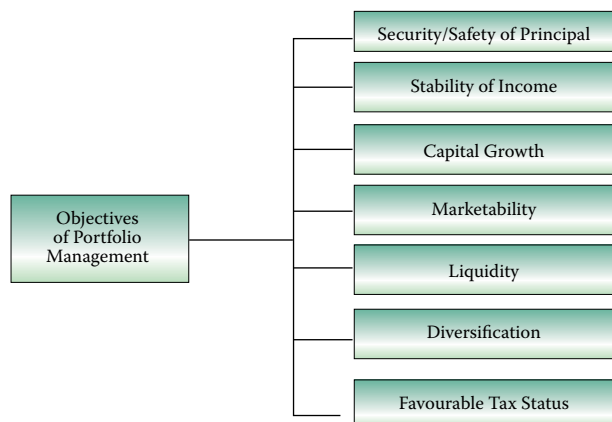 Security/Safety of Principal
Stability of Income
Capital Growth
Objectives
of Portfolio
Management
Marketability
Liquidity
Diversification
Favourable Tax Status